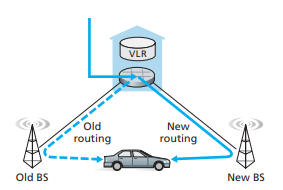 VLR
Old
routing
New
routing
Old BS
New BS